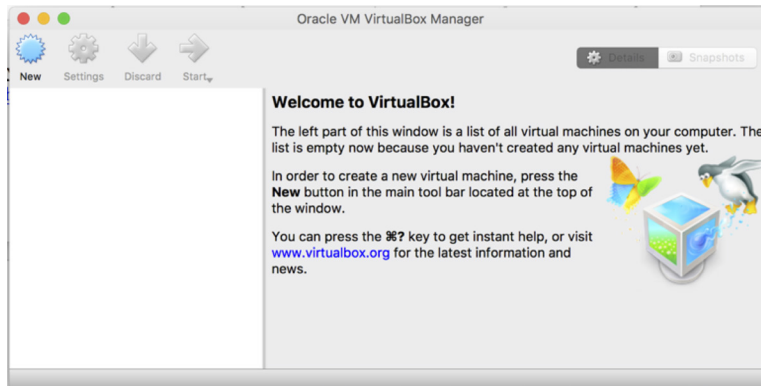 Oracle VM VirtualBox Manager
New
Settings
Discard
Start
Details
Snapshots
Welcome to VirtualBox!
The left part of this window is a list of all virtual machines on your computer. The
list is empty now because you haven't created any virtual machines yet.
In order to create a new virtual machine, press the
New button in the main tool bar located at the top of
the window.
You can press the ⌘? key to get instant help, or visit
www.virtualbox.org for the latest information and
news.